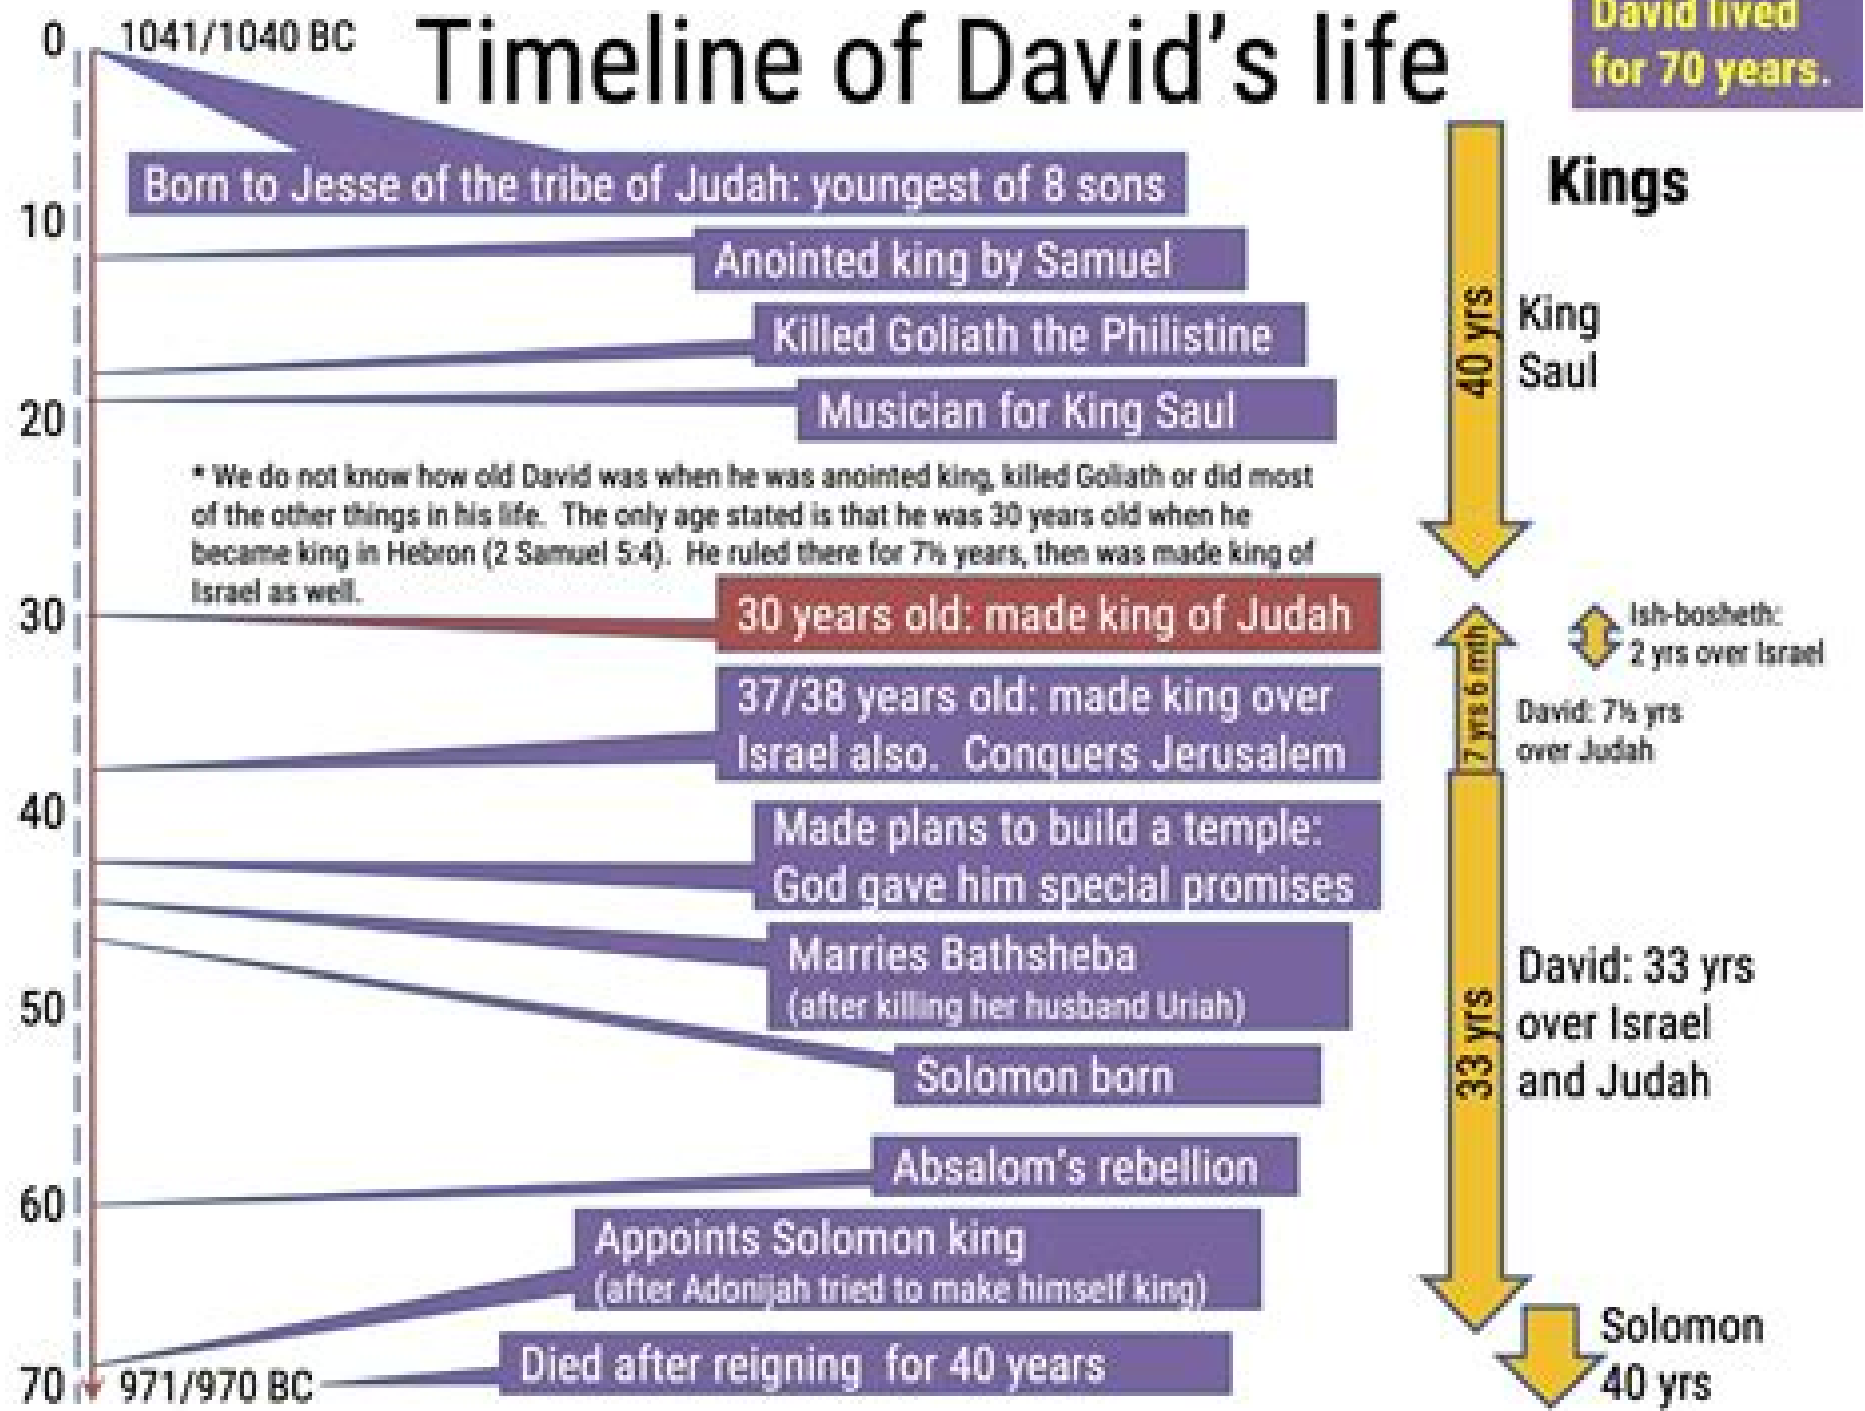 0
1041/1040 BC
Timeline of David's life
David lived
for 70 years.
Born to Jesse of the tribe of Judah: youngest of 8 sons
Kings
10
Anointed king by Samuel
Killed Goliath the Philistine
40 yrs
King
Saul
Musician for King Saul
20
* We do not know how old David was when he was anointed king, killed Goliath or did most
of the other things in his life. The only age stated is that he was 30 years old when he
became king in Hebron (2 Samuel 5:4). He ruled there for 7½ years, then was made king of
Israel as well.
30
30 years old: made king of Judah
Ish-bosheth:
2 yrs over Israel
7 yrs 6 mth
David: 7½ yrs
over Judah
37/38 years old: made king over
Israel also. Conquers Jerusalem
40
Made plans to build a temple:
God gave him special promises
Marries Bathsheba
(after killing her husband Uriah)
33 yrs
David: 33 yrs
over Israel
and Judah
50
Solomon born
Absalom's rebellion
60
Appoints Solomon king
(after Adonijah tried to make himself king)
Solomon
40 yrs
Died after reigning for 40 years
70
971/970 BC